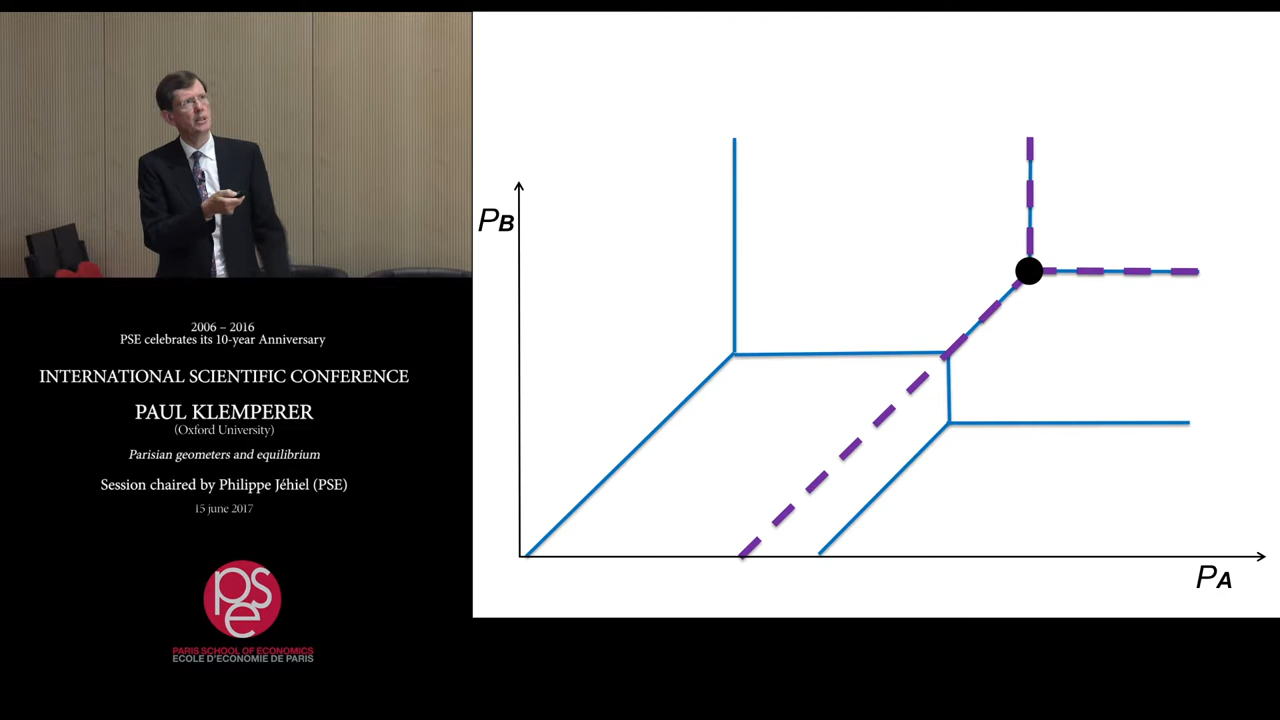 2006 – 2016
PSE celebrates its 10-year Anniversary
INTERNATIONAL SCIENTIFIC CONFERENCE
PAUL KLEMPERER
(Oxford University)
Parisian geometers and equilibrium
Session chaired by Philippe Jéhiel (PSE)
15 june 2017
pse
PARIS SCHOOL OF ECONOMICS
ECOLE D'ECONOMIE DE PARIS
PB
PA